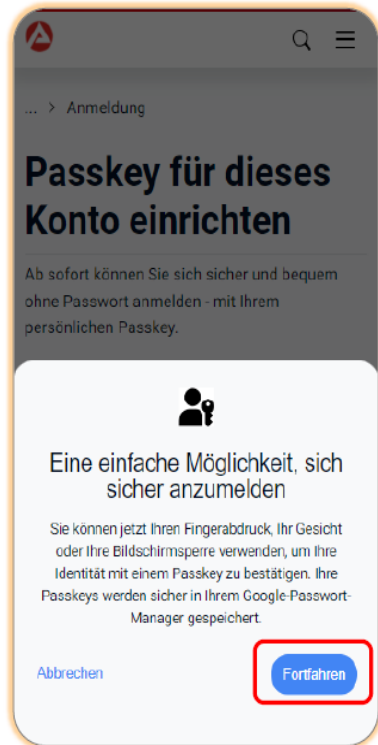 ... > Anmeldung
Passkey für dieses
Konto einrichten
Ab sofort können Sie sich sicher und bequem
ohne Passwort anmelden - mit Ihrem
persönlichen Passkey.
Eine einfache Möglichkeit, sich
sicher anzumelden
Sie können jetzt Ihren Fingerabdruck, Ihr Gesicht
oder Ihre Bildschirmsperre verwenden, um Ihre
Identität mit einem Passkey zu bestätigen. Ihre
Passkeys werden sicher in Ihrem Google-Passwort-
Manager gespeichert.
Abbrechen
Fortfahren